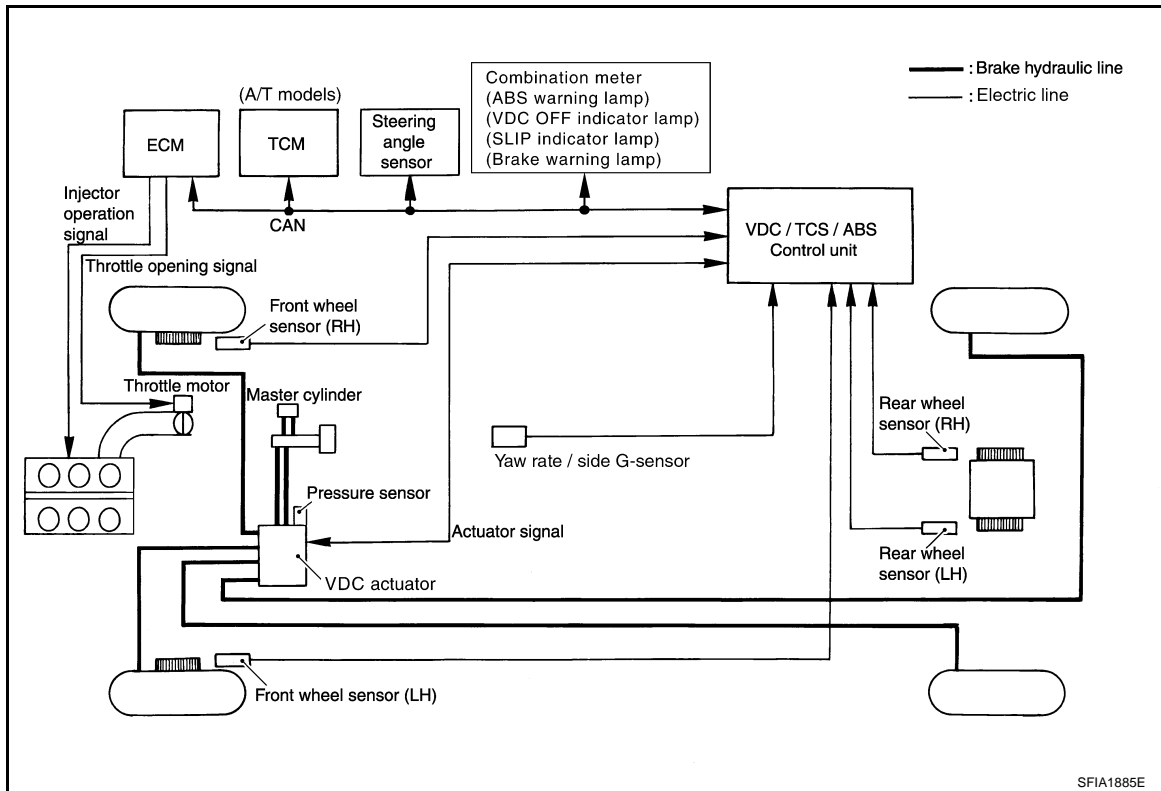 (A/T models)
ECM
TCM
Steering
angle
sensor
Combination meter
(ABS warning lamp)
(VDC OFF indicator lamp)
(SLIP indicator lamp)
(Brake warning lamp)
: Brake hydraulic line
: Electric line
Injector
operation
signal
CAN
VDC / TCS / ABS
Control unit
Throttle opening signal
Front wheel
sensor (RH)
Throttle motor
Master cylinder
Rear wheel
sensor (RH)
Yaw rate / side G-sensor
Pressure sensor
Actuator signal
Rear wheel
sensor (LH)
VDC actuator
Front wheel sensor (LH)
SFIA1885E